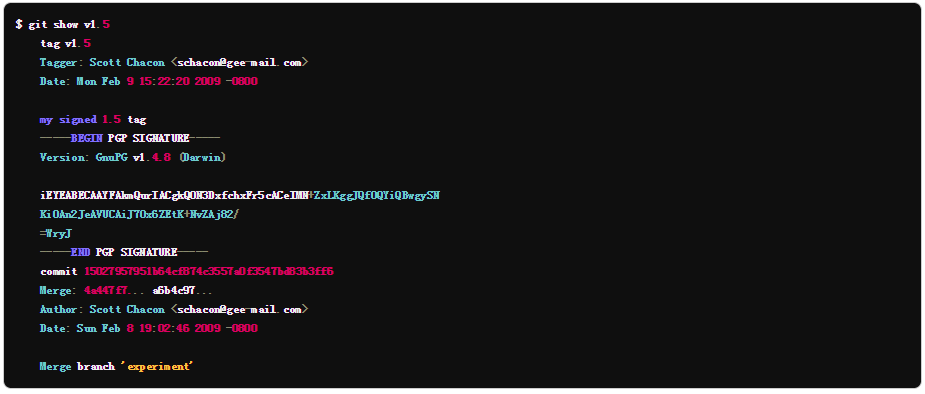 $ git show v1.5
tag v1.5
Tagger: Scott Chacon <schacon@gee-mail.com>
Date: Mon Feb 9 15:22:20 2009 -0800
my signed 1.5 tag
-----BEGIN PGP SIGNATURE-----
Version: GnuPG v1.4.8 (Darwin)
iEYEABECAAYFAkmQurIACgkQON3DxfchxFr5cACeIMN+ZxLKggJQf0QYiQBwgySN
Ki0An2JeAVUCAiJ7Ox6ZEtK+NvZAj82/
=WryJ
-----END PGP SIGNATURE-----
commit 15027957951b64cf874c3557a0f3547bd83b3ff6
Merge: 4a447f7... a6b4c97...
Author: Scott Chacon <schacon@gee-mail.com>
Date: Sun Feb 8 19:02:46 2009 -0800
Merge branch 'experiment'